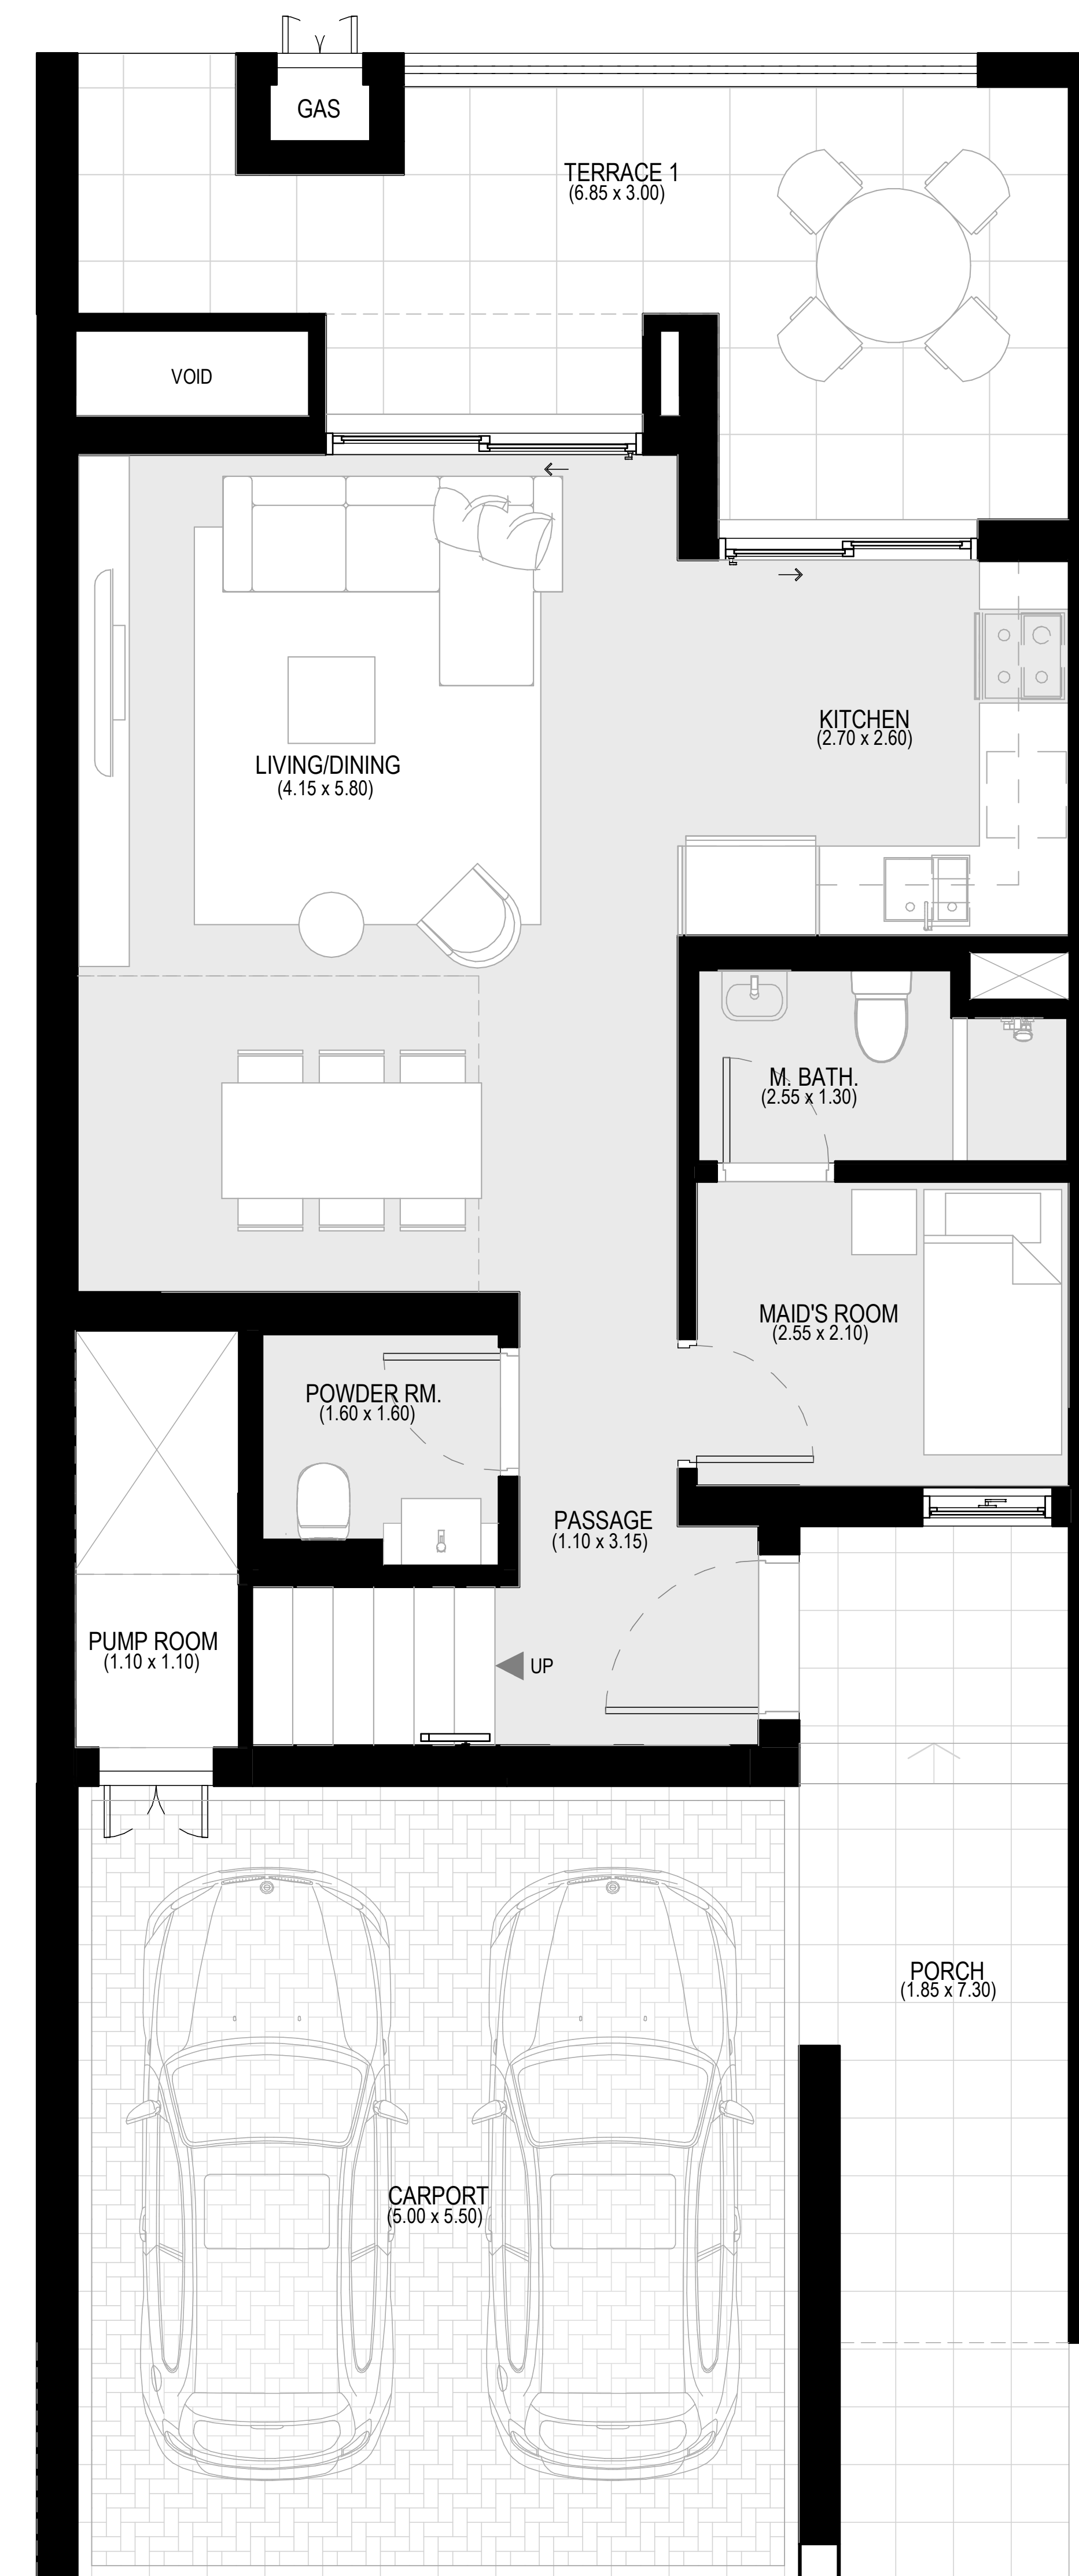 GAS
TERRACE 1
(6.85 x 3.00)
VOID
KITCHEN
(2.70 x 2.60)
LIVING/DINING
(4.15 x 5.80)
M. BATH.
(2.55 x 1.30)
MAID'S ROOM
(2.55 x 2.10)
POWDER RM.
(1.60 x 1.60)
PASSAGE
(1.10 x 3.15)
PUMP ROOM
(1.10 x 1.10)
UP
PORCH
(1.85 x 7.30)
CARPORT
(5.00 x 5.50)